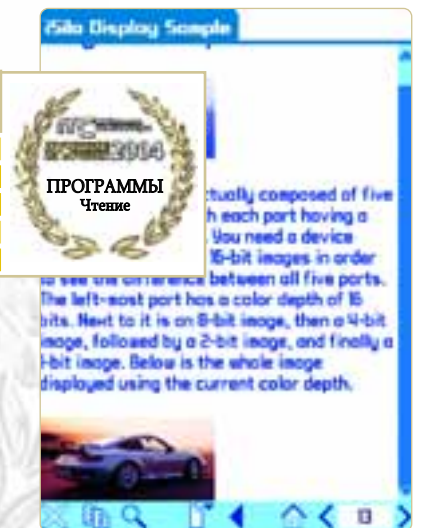 iSilo Display Sample
2004
ПРОГРАММЫ
Чтение
ctually composed of five
h each part having a
. You need a device
16-bit images in order
to see the difference between all five parts.
The left-most part has a color depth of 16
bits. Next to it is an 8-bit image, then a 4-bit
image, followed by a 2-bit image, and finally a
1-bit image. Below is the whole image
displayed using the current color depth.